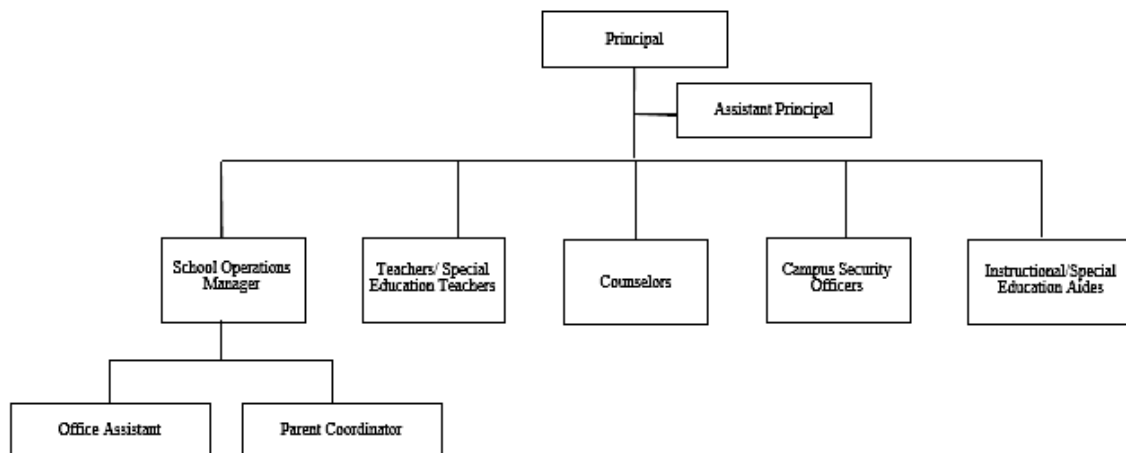 Principal
Assistant Principal
School Operations
Manager
Teachers/ Special
Education Teachers
Counselors
Campus Security
Officers
Instructional/Special
Education Aides
Office Assistant
Parent Coordinator